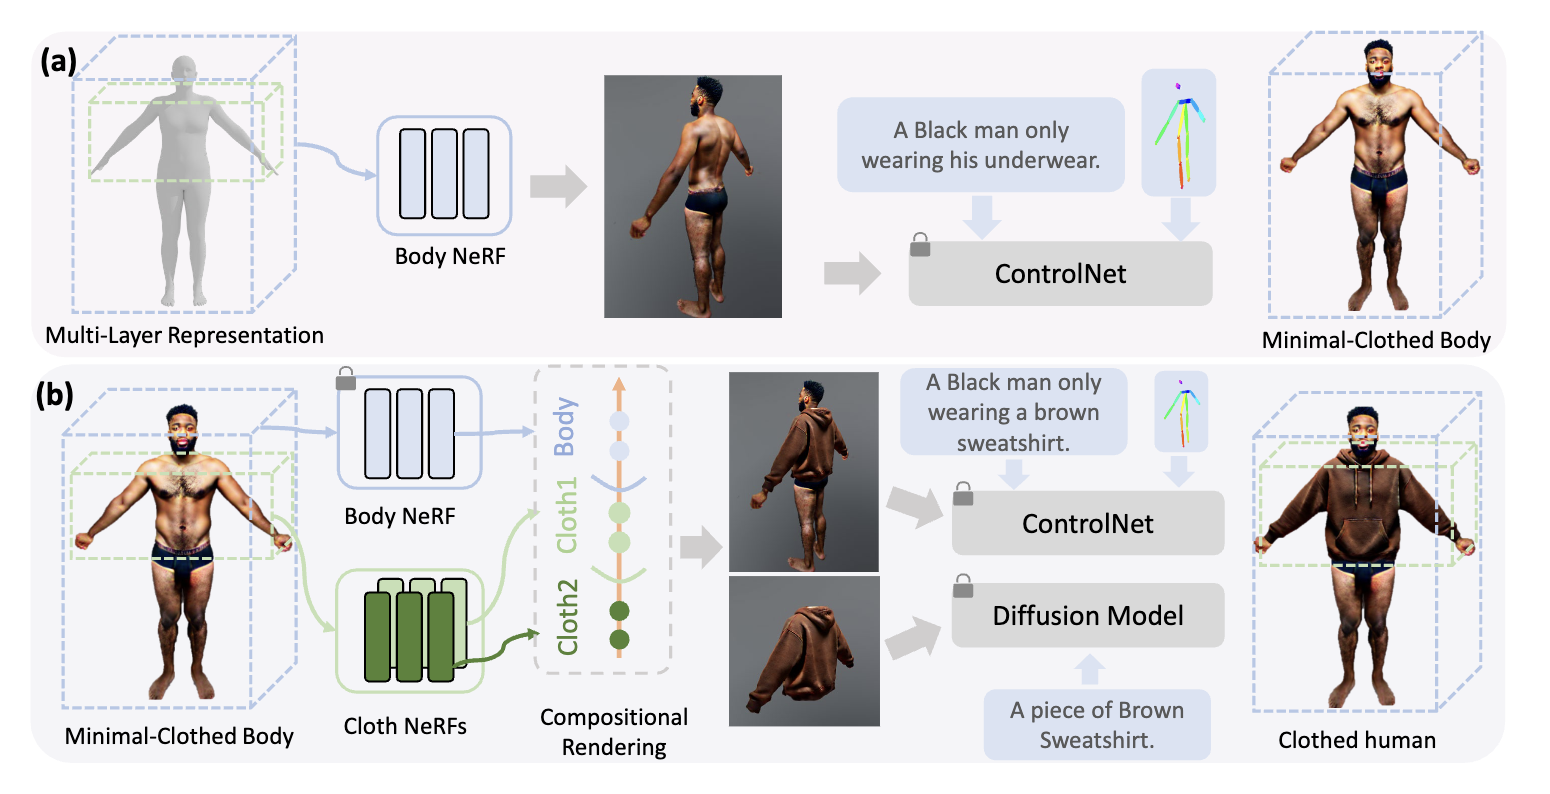 (a)
Multi-Layer Representation
Body NeRF
A Black man only
wearing his underwear.
ControlNet
Minimal-Clothed Body
(b)
Minimal-Clothed Body
Body NeRF
Cloth NeRFs
Body
Cloth1
Cloth2
Compositional
Rendering
A Black man only
wearing a brown
sweatshirt.
ControlNet
Diffusion Model
A piece of Brown
Sweatshirt.
Clothed human